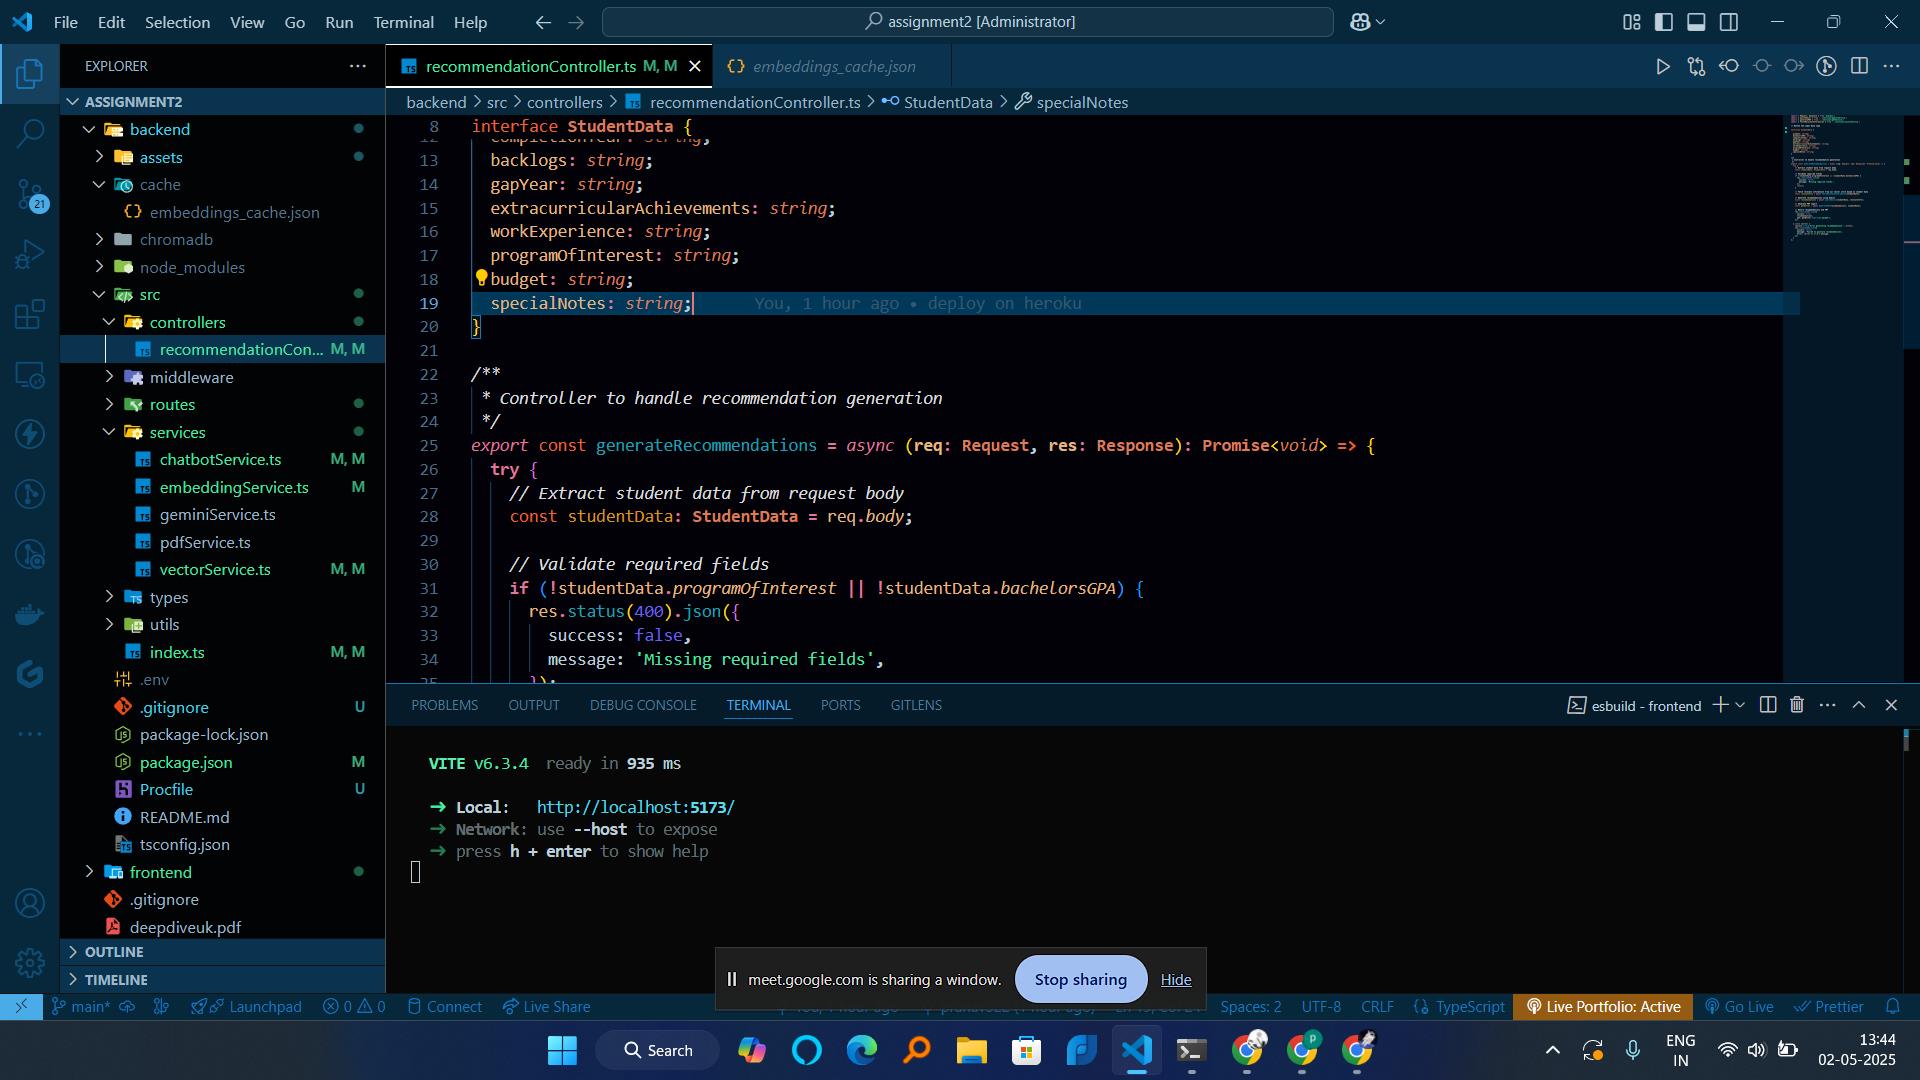 File Edit Selection View Go Run Terminal Help
assignment2 [Administrator]
EXPLORER
recommendationController.ts M, M
embeddings_cache.json
ASSIGNMENT2
backend > src > controllers > recommendationController.ts > StudentData > specialNotes
backend
assets
cache
embeddings_cache.json
chromadb
node_modules
src
controllers
recommendationCon... M, M
middleware
routes
services
chatbotService.ts M, M
embeddingService.ts M
geminiService.ts
pdfService.ts
vectorService.ts M, M
types
utils
index.ts M, M
.env
.gitignore U
package-lock.json
package.json M
Procfile U
README.md
tsconfig.json
frontend
.gitignore
deepdiveuk.pdf
OUTLINE
TIMELINE
21
8 interface StudentData {
12 completionYear: string;
13 backlogs: string;
14 gapYear: string;
15 extracurricularAchievements: string;
16 workExperience: string;
17 programOfInterest: string;
18 budget: string;
19 specialNotes: string; You, 1 hour ago • deploy on heroku
20 }
21
22 /**
23 * Controller to handle recommendation generation
24 */
25 export const generateRecommendations = async (req: Request, res: Response): Promise<void> => {
26 try {
27 // Extract student data from request body
28 const studentData: StudentData = req.body;
29
30 // Validate required fields
31 if (!studentData.programOfInterest || !studentData.bachelorsGPA) {
32 res.status(400).json({
33 success: false,
34 message: 'Missing required fields',
35 });
PROBLEMS OUTPUT DEBUG CONSOLE TERMINAL PORTS GITLENS
esbuild - frontend
VITE v6.3.4 ready in 935 ms
➜ Local: http://localhost:5173/
➜ Network: use --host to expose
➜ press h + enter to show help
meet.google.com is sharing a window. Stop sharing Hide
main* Launchpad 0 0 Connect Live Share
Spaces: 2 UTF-8 CRLF {} TypeScript Live Portfolio: Active Go Live Prettier
Search
ENG
IN
13:44
02-05-2025